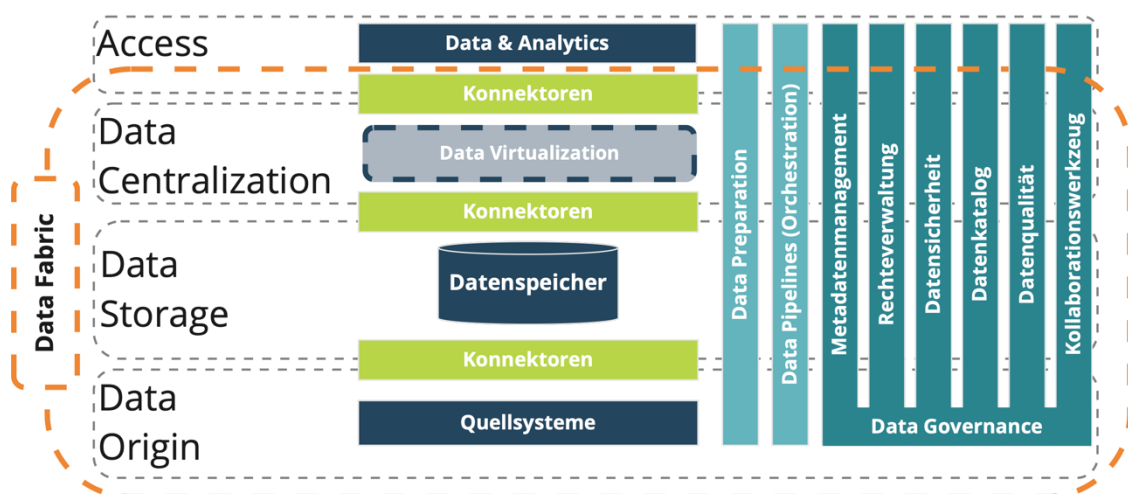 Access
Data & Analytics
Konnektoren
Data
Centralization
Data Virtualization
Konnektoren
Data Fabric
Data
Storage
Datenspeicher
Konnektoren
Data
Origin
Quellsysteme
Data Preparation
Data Pipelines (Orchestration)
Metadatenmanagement
Rechteverwaltung
Datensicherheit
Datenkatalog
Datenqualität
Kollaborationswerkzeug
Data Governance